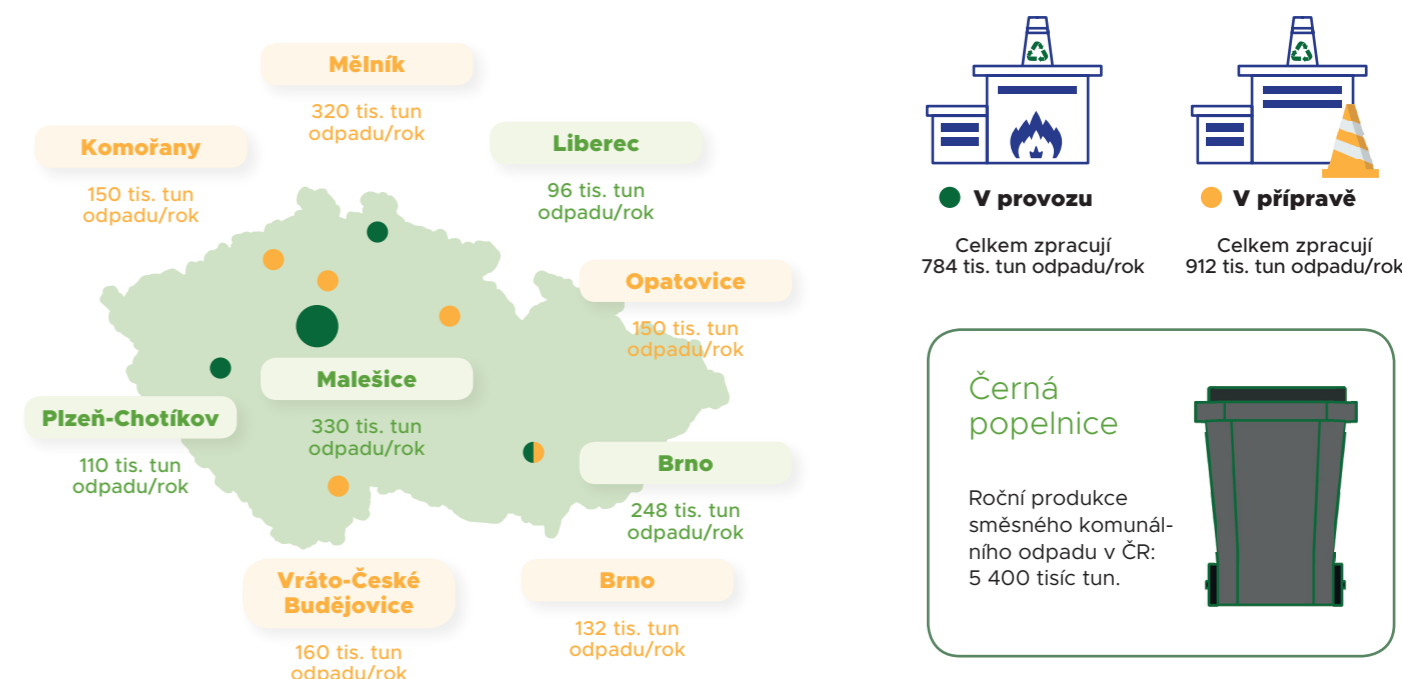 Mělník
320 tis. tun
odpadu/rok
Komořany
150 tis. tun
odpadu/rok
Liberec
96 tis. tun
odpadu/rok
Opatovice
150 tis. tun
odpadu/rok
Malešice
330 tis. tun
odpadu/rok
Plzeň-Chotíkov
110 tis. tun
odpadu/rok
Brno
248 tis. tun
odpadu/rok
Vráto-České
Budějovice
160 tis. tun
odpadu/rok
Brno
132 tis. tun
odpadu/rok
V provozu
Celkem zpracují
784 tis. tun odpadu/rok
V přípravě
Celkem zpracují
912 tis. tun odpadu/rok
Černá
popelnice
Roční produkce
směsného komunál-
ního odpadu v ČR:
5 400 tisíc tun.